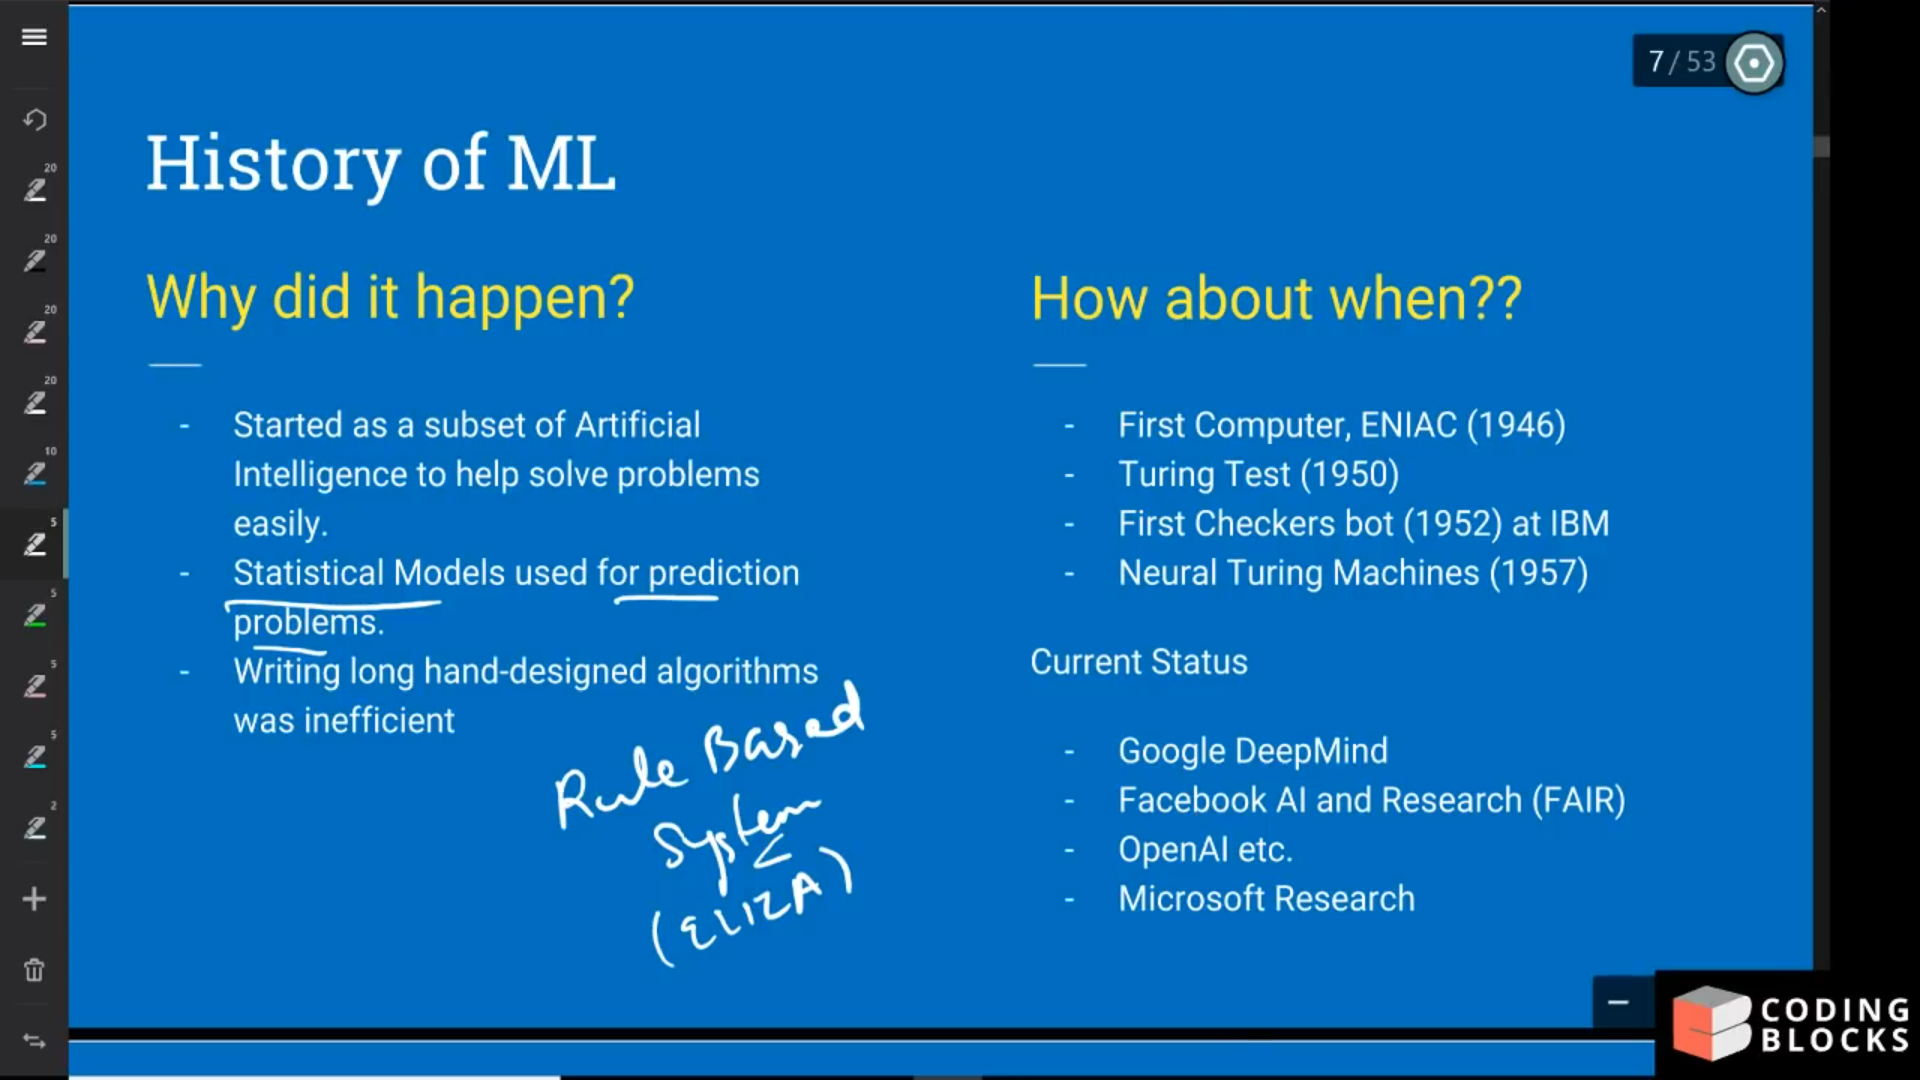 7 / 53
History of ML
Why did it happen?
- Started as a subset of Artificial
Intelligence to help solve problems
easily.
- Statistical Models used for prediction
problems.
- Writing long hand-designed algorithms
was inefficient
Rule Based
System
(ELIZA)
How about when??
- First Computer, ENIAC (1946)
- Turing Test (1950)
- First Checkers bot (1952) at IBM
- Neural Turing Machines (1957)
Current Status
- Google DeepMind
- Facebook AI and Research (FAIR)
- OpenAI etc.
- Microsoft Research
20
20
20
20
10
5
5
5
5
2
CODING
BLOCKS